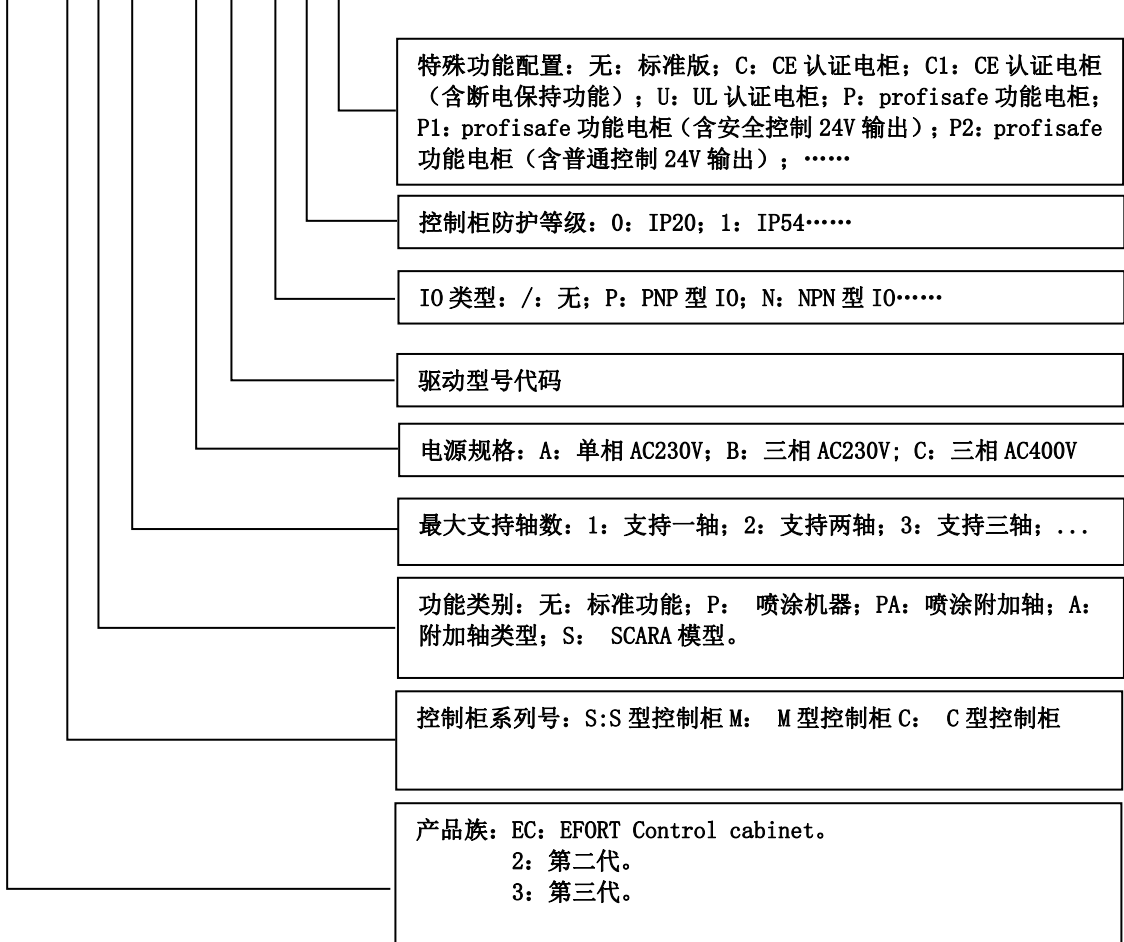 特殊功能配置：无：标准版；C：CE 认证电柜；C1：CE 认证电柜
（含断电保持功能）；U：UL 认证电柜；P：profisafe 功能电柜；
P1：profisafe 功能电柜（含安全控制 24V 输出）；P2：profisafe
功能电柜（含普通控制 24V 输出）；……
控制柜防护等级：0：IP20；1：IP54……
IO 类型：/：无；P：PNP 型 IO；N：NPN 型 IO……
驱动型号代码
电源规格：A：单相 AC230V；B：三相 AC230V; C：三相 AC400V
最大支持轴数：1：支持一轴；2：支持两轴；3：支持三轴；...
功能类别：无：标准功能；P： 喷涂机器；PA：喷涂附加轴；A：
附加轴类型；S： SCARA 模型。
控制柜系列号：S:S 型控制柜 M： M 型控制柜 C： C 型控制柜
产品族：EC：EFORT Control cabinet。
2：第二代。
3：第三代。